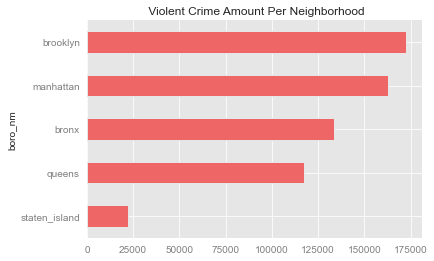 Violent Crime Amount Per Neighborhood
boro_nm
brooklyn
manhattan
bronx
queens
staten_island
0 25000 50000 75000 100000 125000 150000 175000